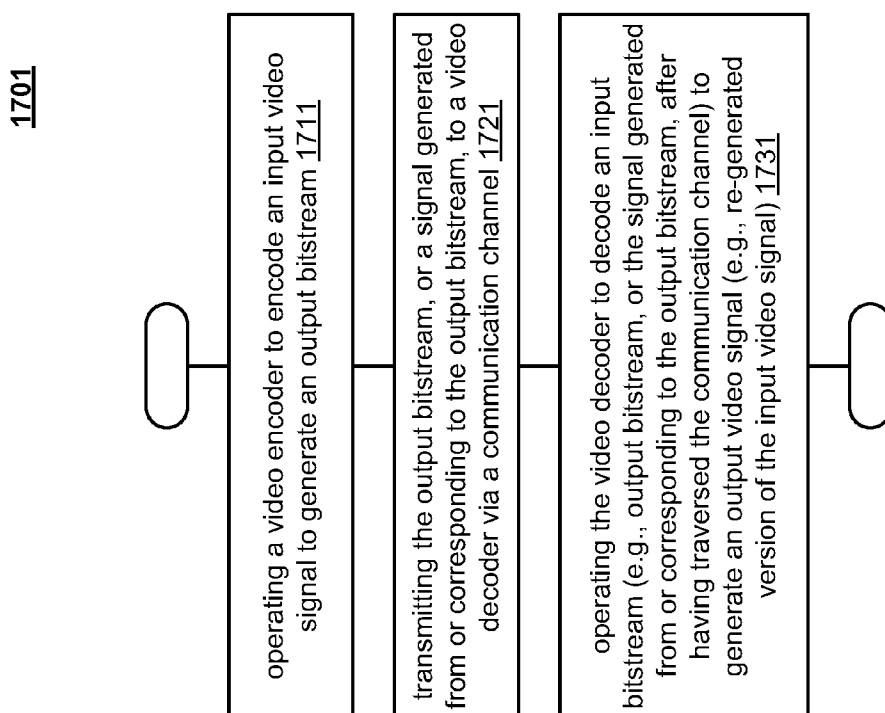 1701
operating a video encoder to encode an input video
signal to generate an output bitstream 1711
transmitting the output bitstream, or a signal generated
from or corresponding to the output bitstream, to a video
decoder via a communication channel 1721
operating the video decoder to decode an input
bitstream (e.g., output bitstream, or the signal generated
from or corresponding to the output bitstream, after
having traversed the communication channel) to
generate an output video signal (e.g., re-generated
version of the input video signal) 1731